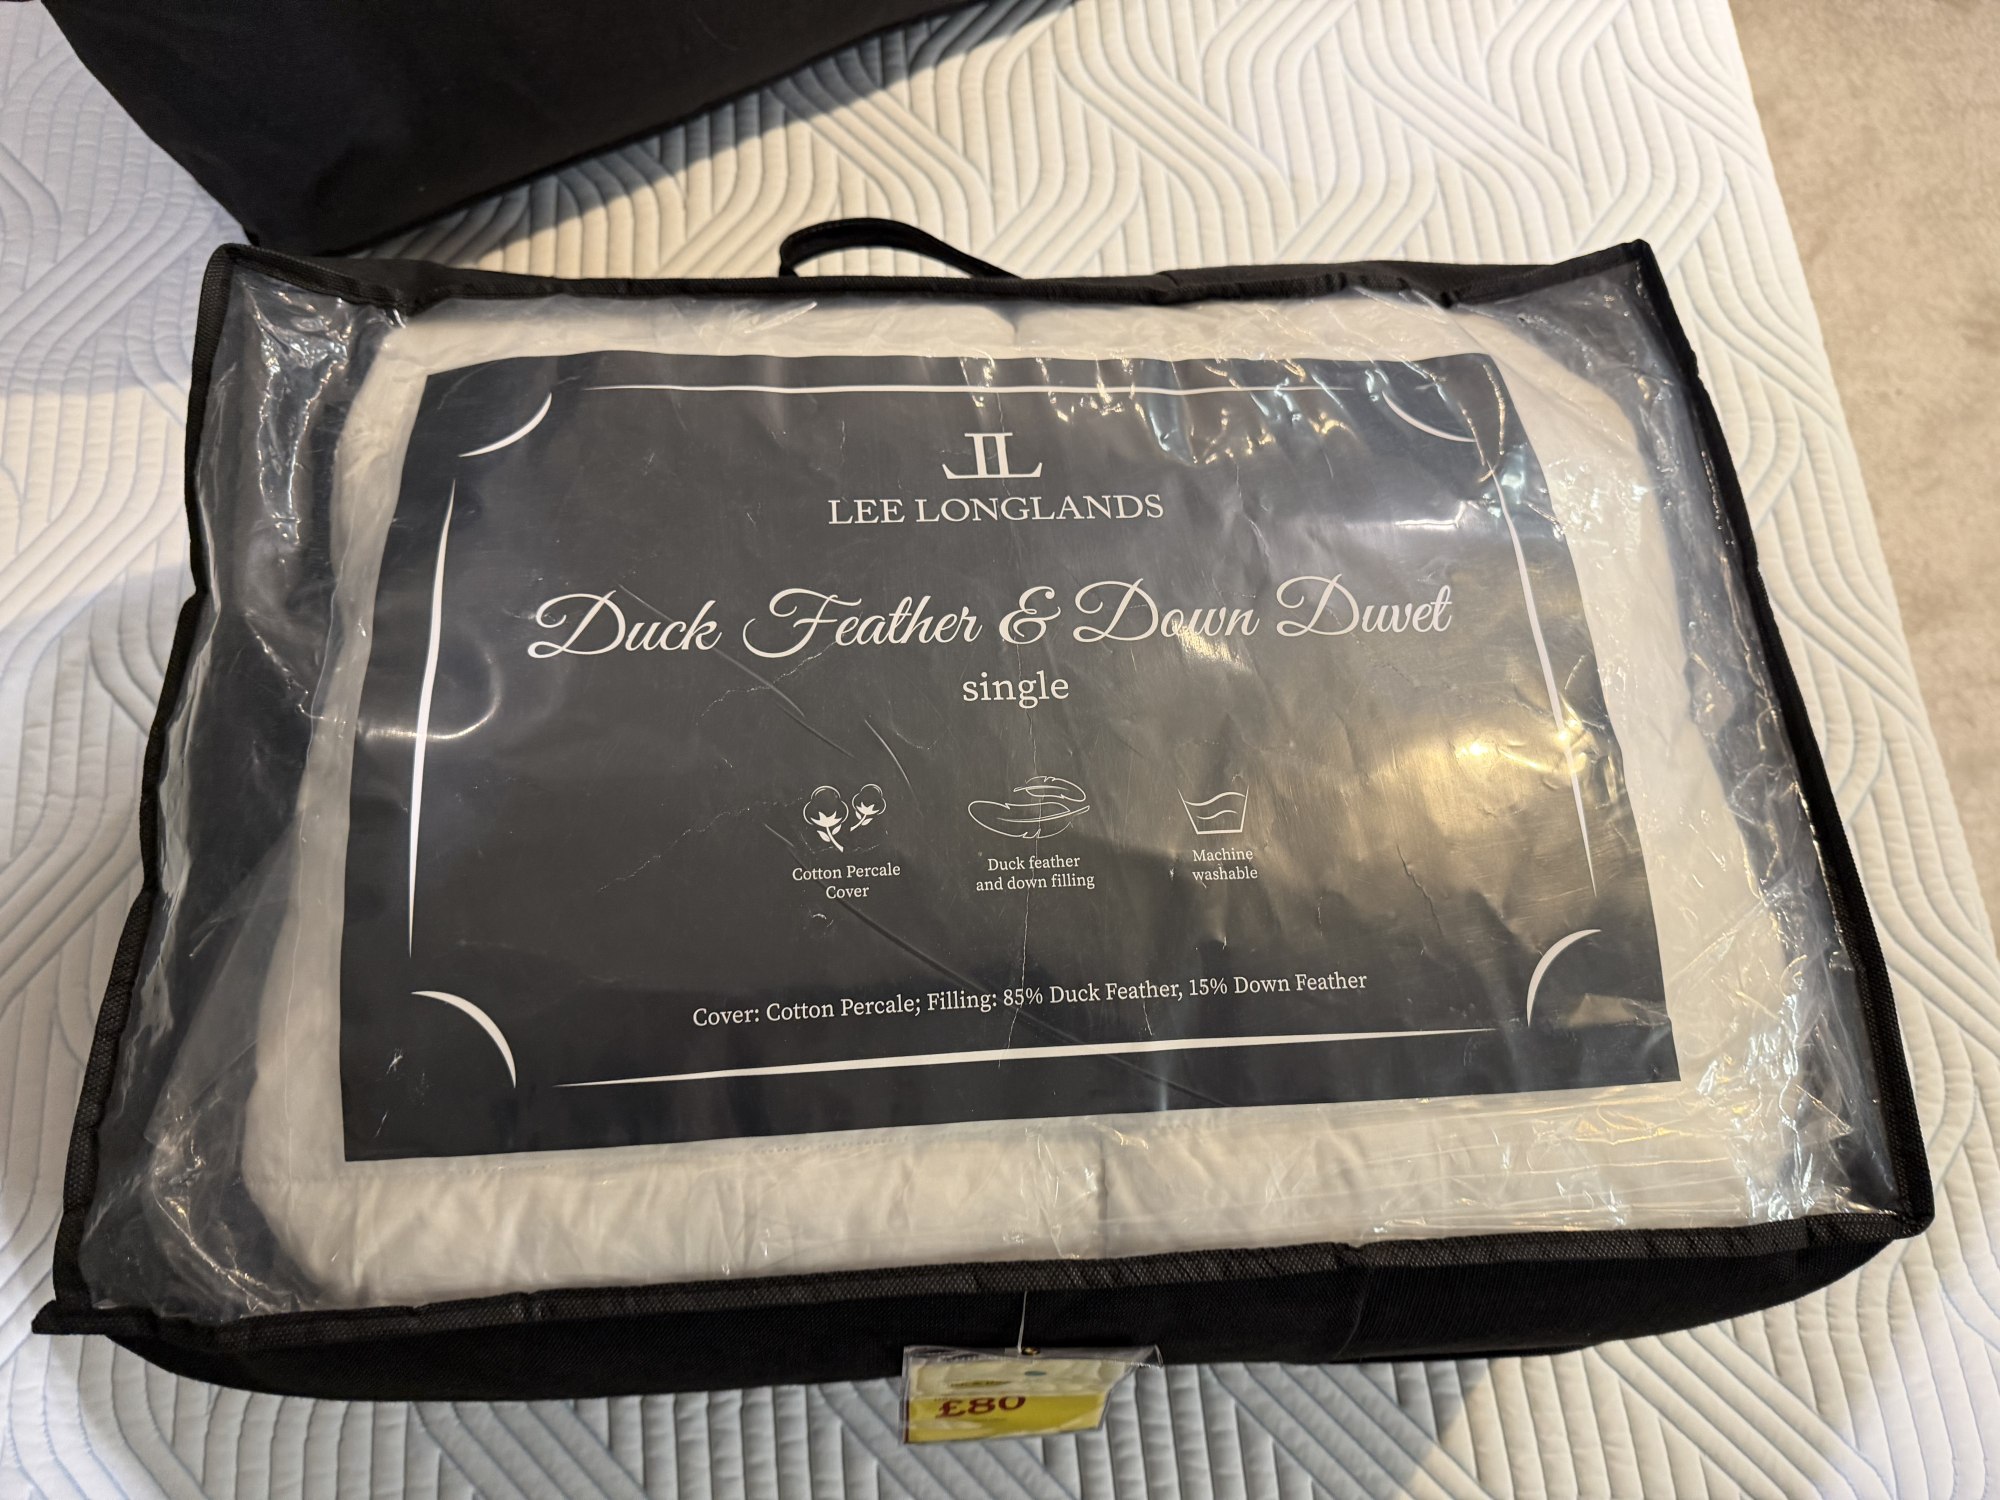 LEE LONGLANDS
Duck Feather & Down Duvet
single
Cotton Percale
Cover
Duck feather
and down filling
Machine
washable
Cover: Cotton Percale; Filling: 85% Duck Feather, 15% Down Feather
£80